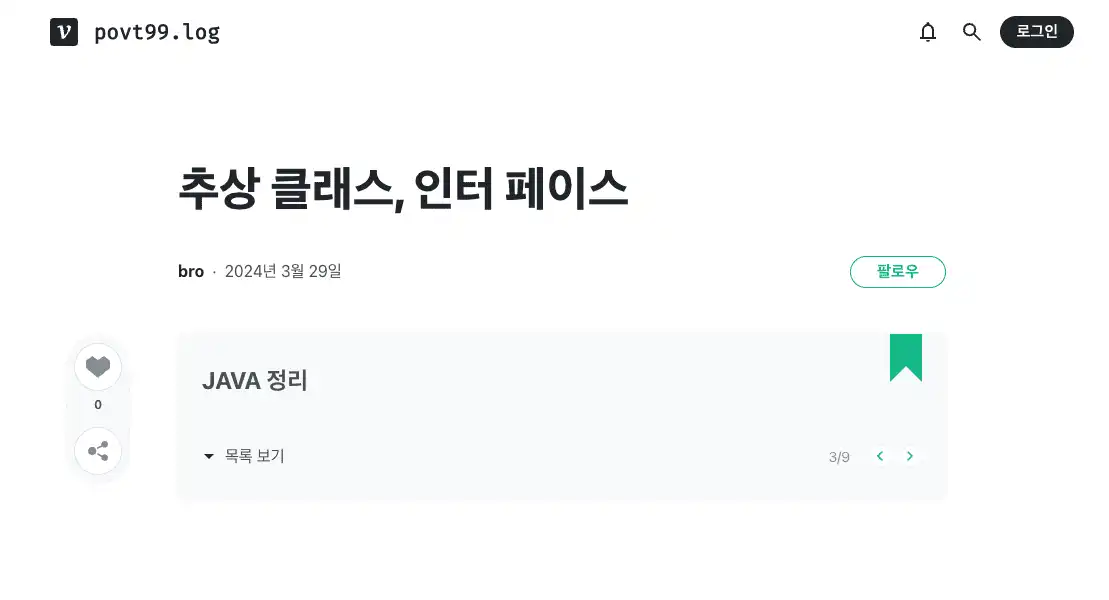 v povt99.log
로그인
추상 클래스, 인터 페이스
bro · 2024년 3월 29일
팔로우
JAVA 정리
0
목록 보기
3/9